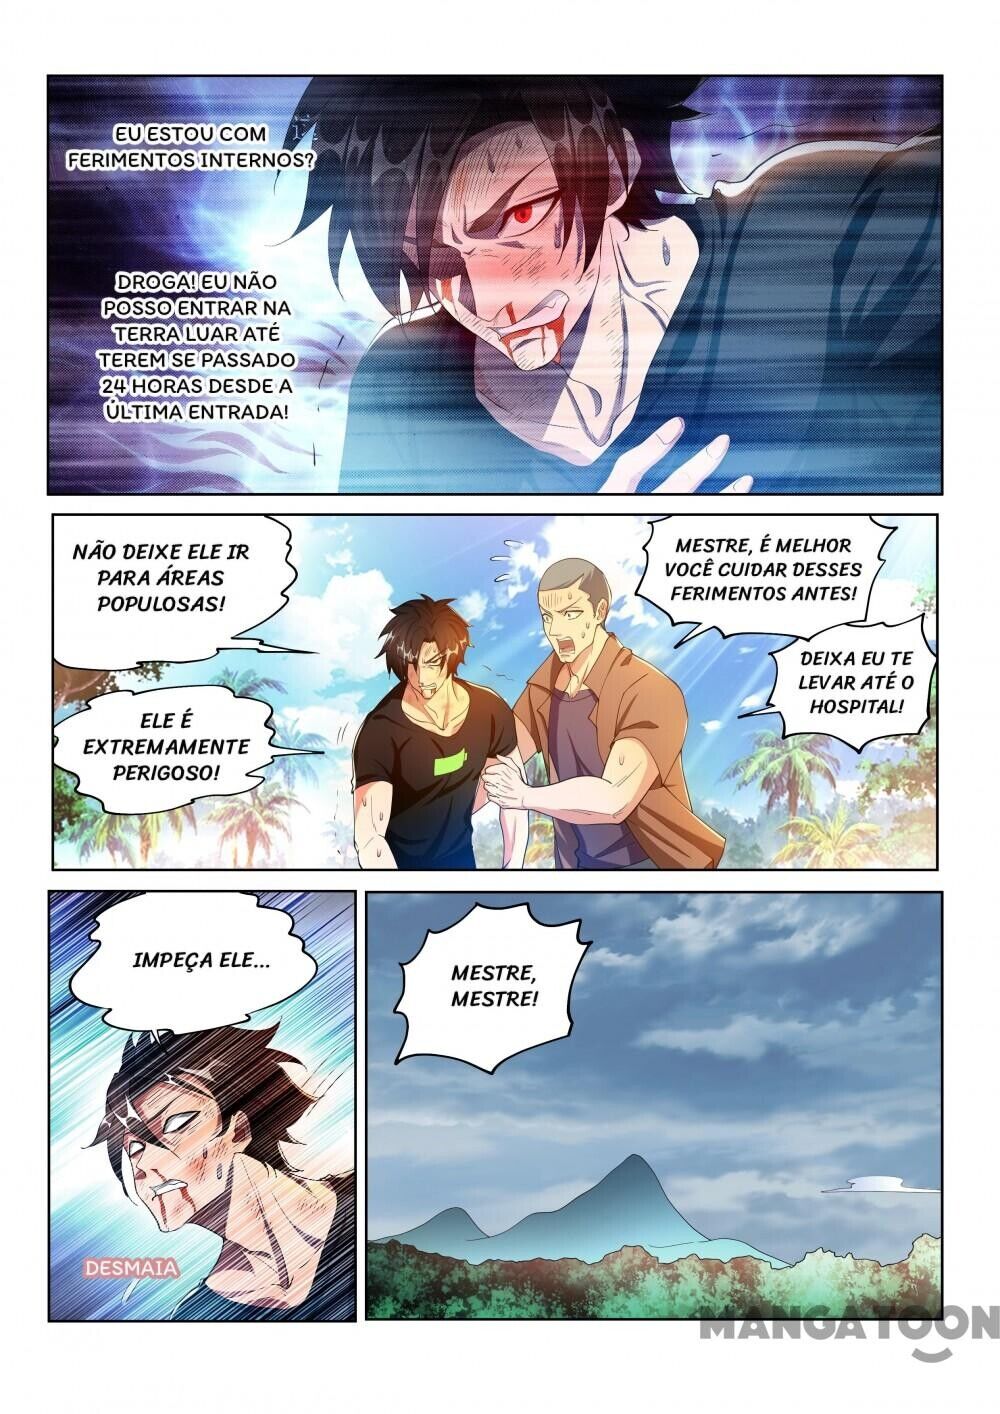 EU ESTOU COM
FERIMENTOS INTERNOS?
DROGA! EU NÃO
POSSO ENTRAR NA
TERRA LUAR ATÉ
TEREM SE PASSADO
24 HORAS DESDE A
ÚLTIMA ENTRADA!
NÃO DEIXE ELE IR
PARA ÁREAS
POPULOSAS!
MESTRE, É MELHOR
VOCÊ CUIDAR DESSES
FERIMENTOS ANTES!
DEIXA EU TE
LEVAR ATÉ O
HOSPITAL!
ELE É
EXTREMAMENTE
PERIGOSO!
IMPEÇA ELE...
DESMAIA
MESTRE,
MESTRE!
MANGATOON